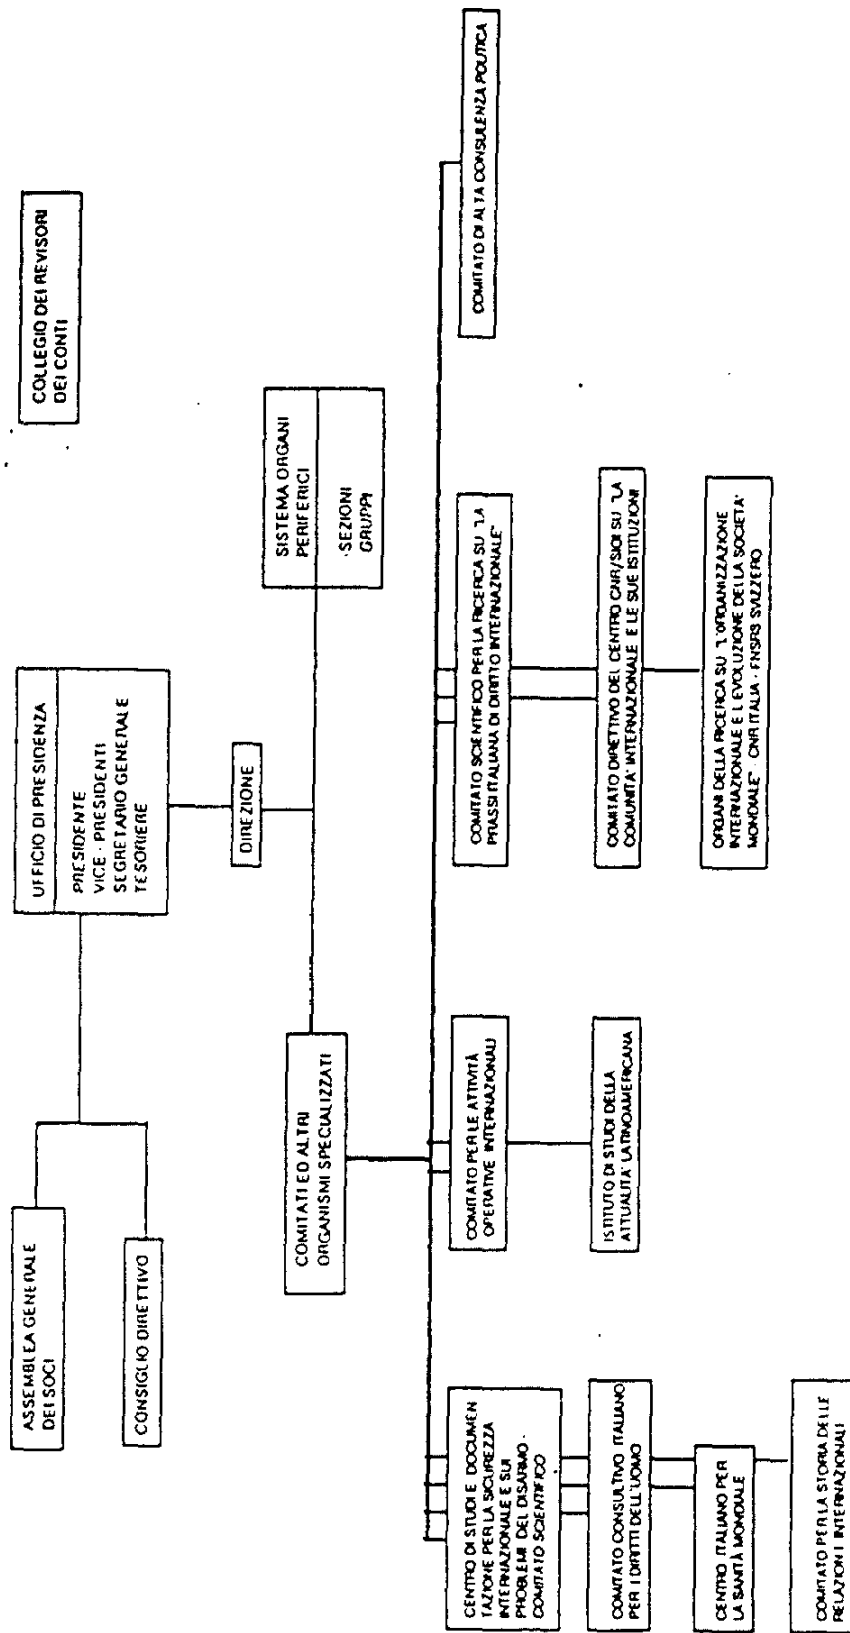 COLLEGIO DEI REVISORI
DEI CONTI
UFFICIO DI PRESIDENZA
PRESIDENTE
VICE - PRESIDENTI
SEGRETARIO GENERALE
TESORIERE
ASSEMBLEA GENERALE
DEI SOCI
CONSIGLIO DIRETTIVO
DIREZIONE
SISTEMA ORGANI
PERIFERICI
SEZIONI
GRUPPI
COMITATI ED ALTRI
ORGANISMI SPECIALIZZATI
CENTRO DI STUDI E DOCUMEN
TAZIONE PER LA SICUREZZA
INTERNAZIONALE E SUI
PROBLEMI DEL DISARMO -
COMITATO SCIENTIFICO
COMITATO CONSULTIVO ITALIANO
PER I DIRITTI DELL'UOMO
CENTRO ITALIANO PER
LA SANITÀ MONDIALE
COMITATO PER LA STORIA DELLE
RELAZIONI INTERNAZIONALI
COMITATO PER LE ATTIVITÀ
OPERATIVE INTERNAZIONALI
ISTITUTO DI STUDI DELLA
ATTUALITA' LATINOAMERICANA
COMITATO SCIENTIFICO PER LA RICERCA SU "LA
PRASSI ITALIANA DI DIRITTO INTERNAZIONALE"
COMITATO DIRETTIVO DEL CENTRO CNR/SIOI SU "LA
COMUNITA' INTERNAZIONALE E LE SUE ISTITUZIONI
ORGANI DELLA RICERCA SU "L'ORGANIZZAZIONE
INTERNAZIONALE E L'EVOLUZIONE DELLA SOCIETA'
MONDIALE" - CNR ITALIA - FNSRS SVIZZERO
COMITATO DI ALTA CONSULENZA POLITICA